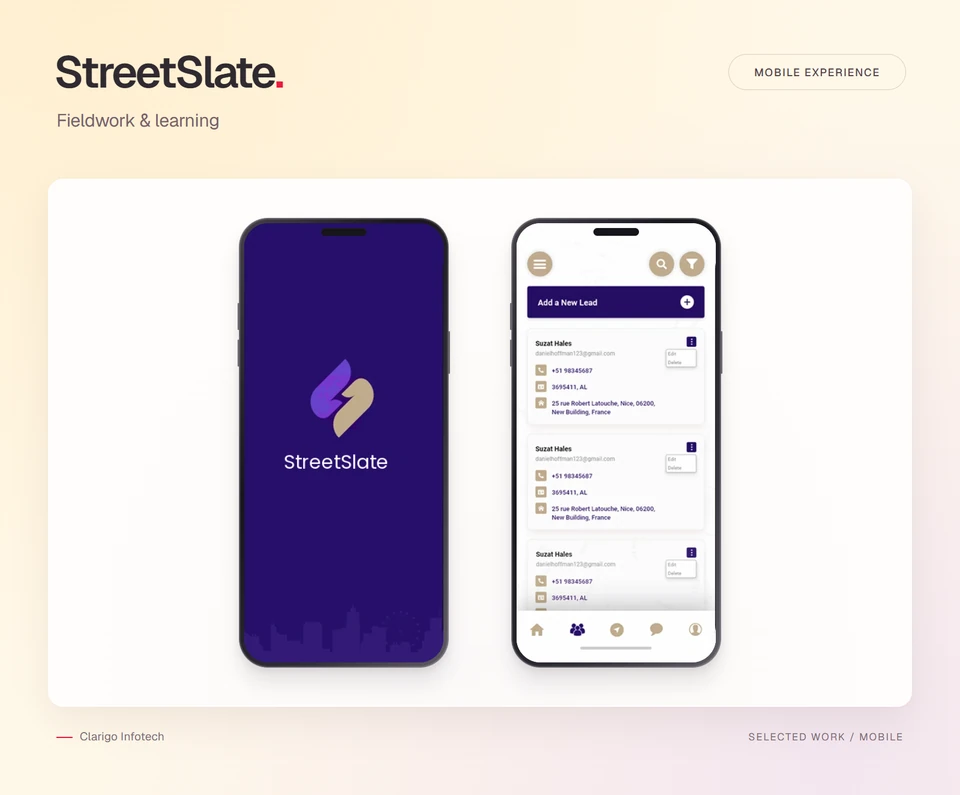 StreetSlate.
MOBILE EXPERIENCE
Fieldwork & learning
StreetSlate
Add a New Lead
Suzat Hales
danielhoffman123@gmail.com
Edit
Delete
+51 98345687
3695411, AL
25 rue Robert Latouche, Nice, 06200,
New Building, France
Suzat Hales
danielhoffman123@gmail.com
Edit
Delete
+51 98345687
3695411, AL
25 rue Robert Latouche, Nice, 06200,
New Building, France
Suzat Hales
danielhoffman123@gmail.com
Edit
Delete
+51 98345687
3695411, AL
Clarigo Infotech
SELECTED WORK / MOBILE